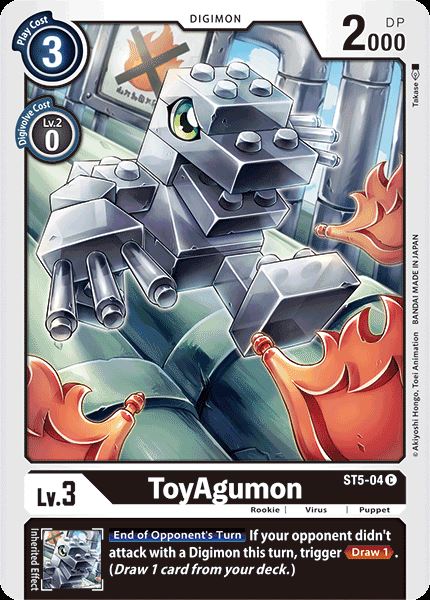 DIGIMON
Play Cost
3
2000
DP
Digivolve Cost
Lv.2
0
Takase
© Akiyoshi Hongo, Toei Animation BANDAI MADE IN JAPAN
Lv.3
ToyAgumon
ST5-04 C
Rookie | Virus | Puppet
Inherited Effect
End of Opponent's Turn If your opponent didn't
attack with a Digimon this turn, trigger Draw 1.
(Draw 1 card from your deck.)